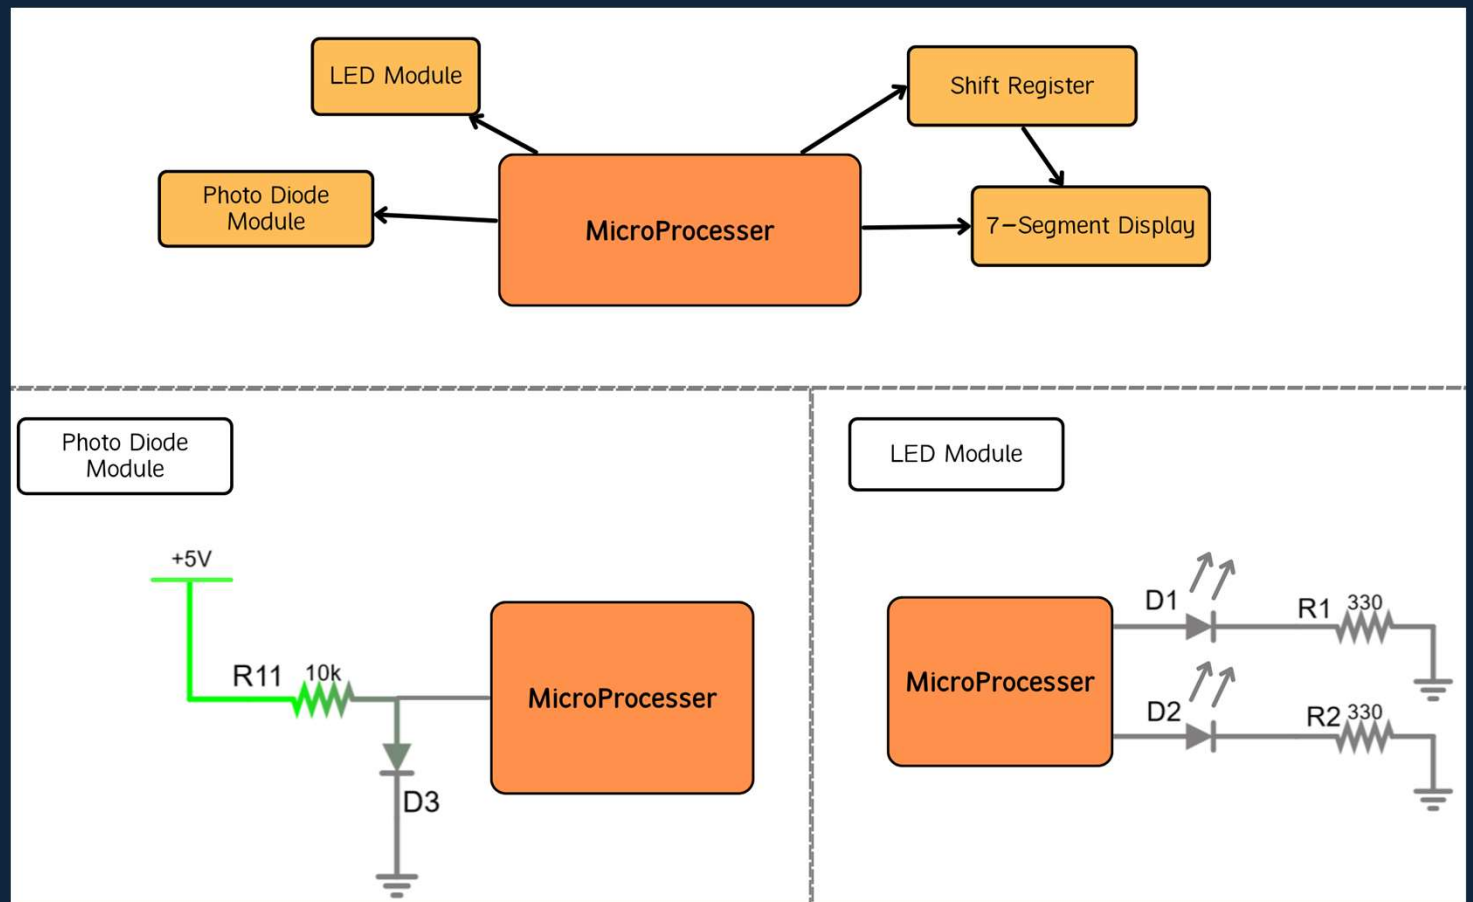 LED Module
Shift Register
Photo Diode
Module
MicroProcesser
7-Segment Display
Photo Diode
Module
+5V
R11 10k
MicroProcesser
D3
LED Module
D1
R1 330
MicroProcesser
D2
R2 330